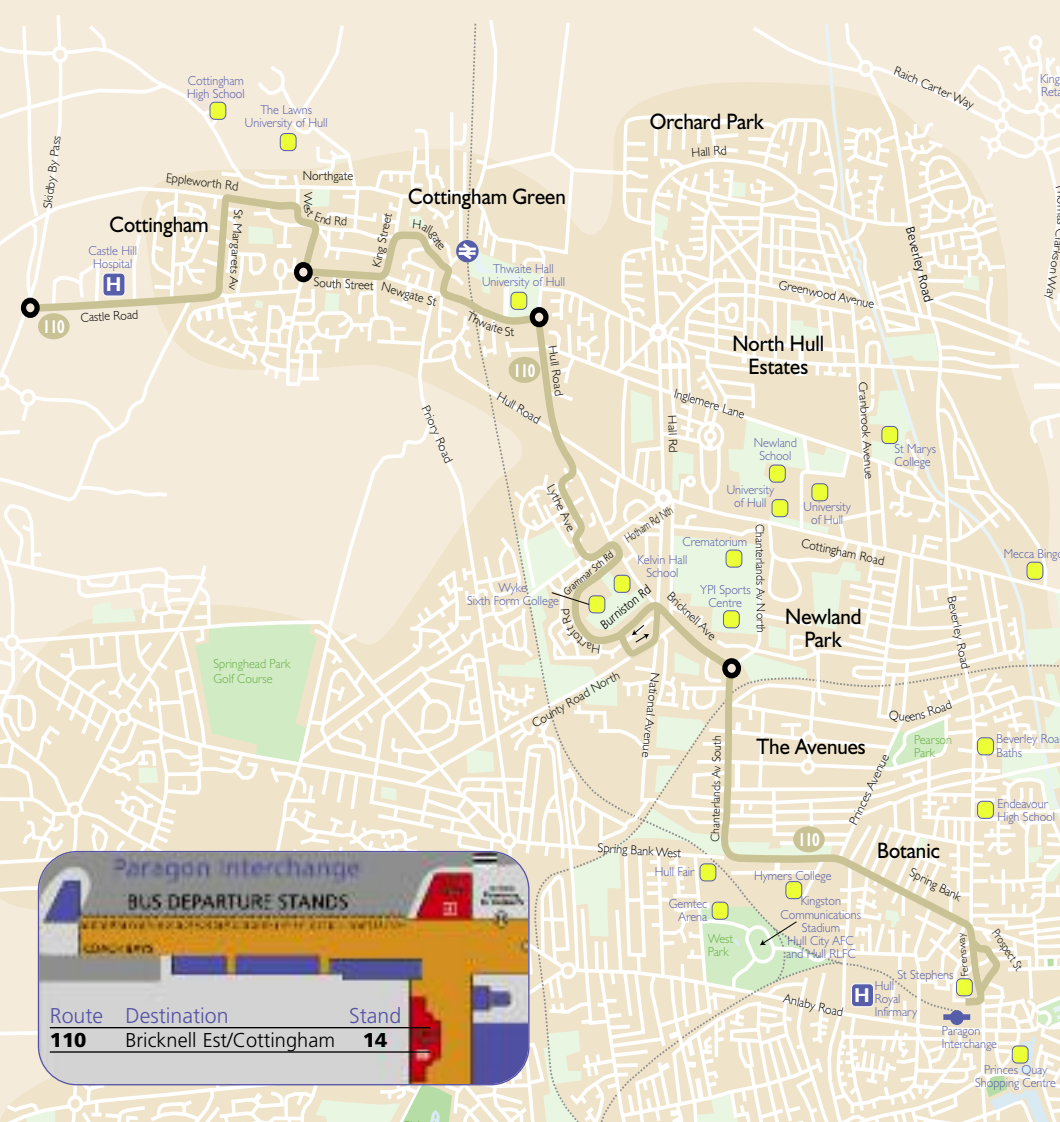 Raich Carter Way
King
Reta
Cottingham
High School
The Lawns
University of Hull
Orchard Park
Hall Rd
Skidby By Pass
Northgate
Eppleworth Rd
Cottingham Green
West End Rd
St Margarets Av
King Street
Hallgate
Cottingham
Beverley Road
Castle Hill
Hospital
H
Thwaite Hall
University of Hull
South Street
Newgate St
Greenwood Avenue
Castle Road
110
Thwaite St
North Hull
Estates
Hull Road
110
Hull Road
Inglemere Lane
Cranbrook Avenue
Priory Road
Hall Rd
Newland
School
St Marys
College
University
of Hull
University
of Hull
Lythe Ave
Hotham Rd Nth
Chanterlands Av North
Crematorium
Cottingham Road
Mecca Bingo
Grammar Sch Rd
Kelvin Hall
School
Wyke
Sixth Form College
Burniston Rd
YPI Sports
Centre
Bricknell Ave
Newland
Park
Beverley Road
Hartoft Rd
Springhead Park
Golf Course
County Road North
National Avenue
Queens Road
The Avenues
Pearson
Park
Beverley Roa
Baths
Chanterlands Av South
Princes Avenue
Endeavour
High School
110
Spring Bank West
Botanic
Hull Fair
Hymers College
Spring Bank
Gemtec
Arena
Kingston
Communications
Stadium
Hull City AFC
and Hull RLFC
West
Park
Ferensway
Prospect St
St Stephens
H
Hull
Royal
Infirmary
Anlaby Road
Paragon
Interchange
Princes Quay
Shopping Centre
Paragon Interchange
BUS DEPARTURE STANDS
COACH BAYS
Route Destination Stand
110 Bricknell Est/Cottingham 14